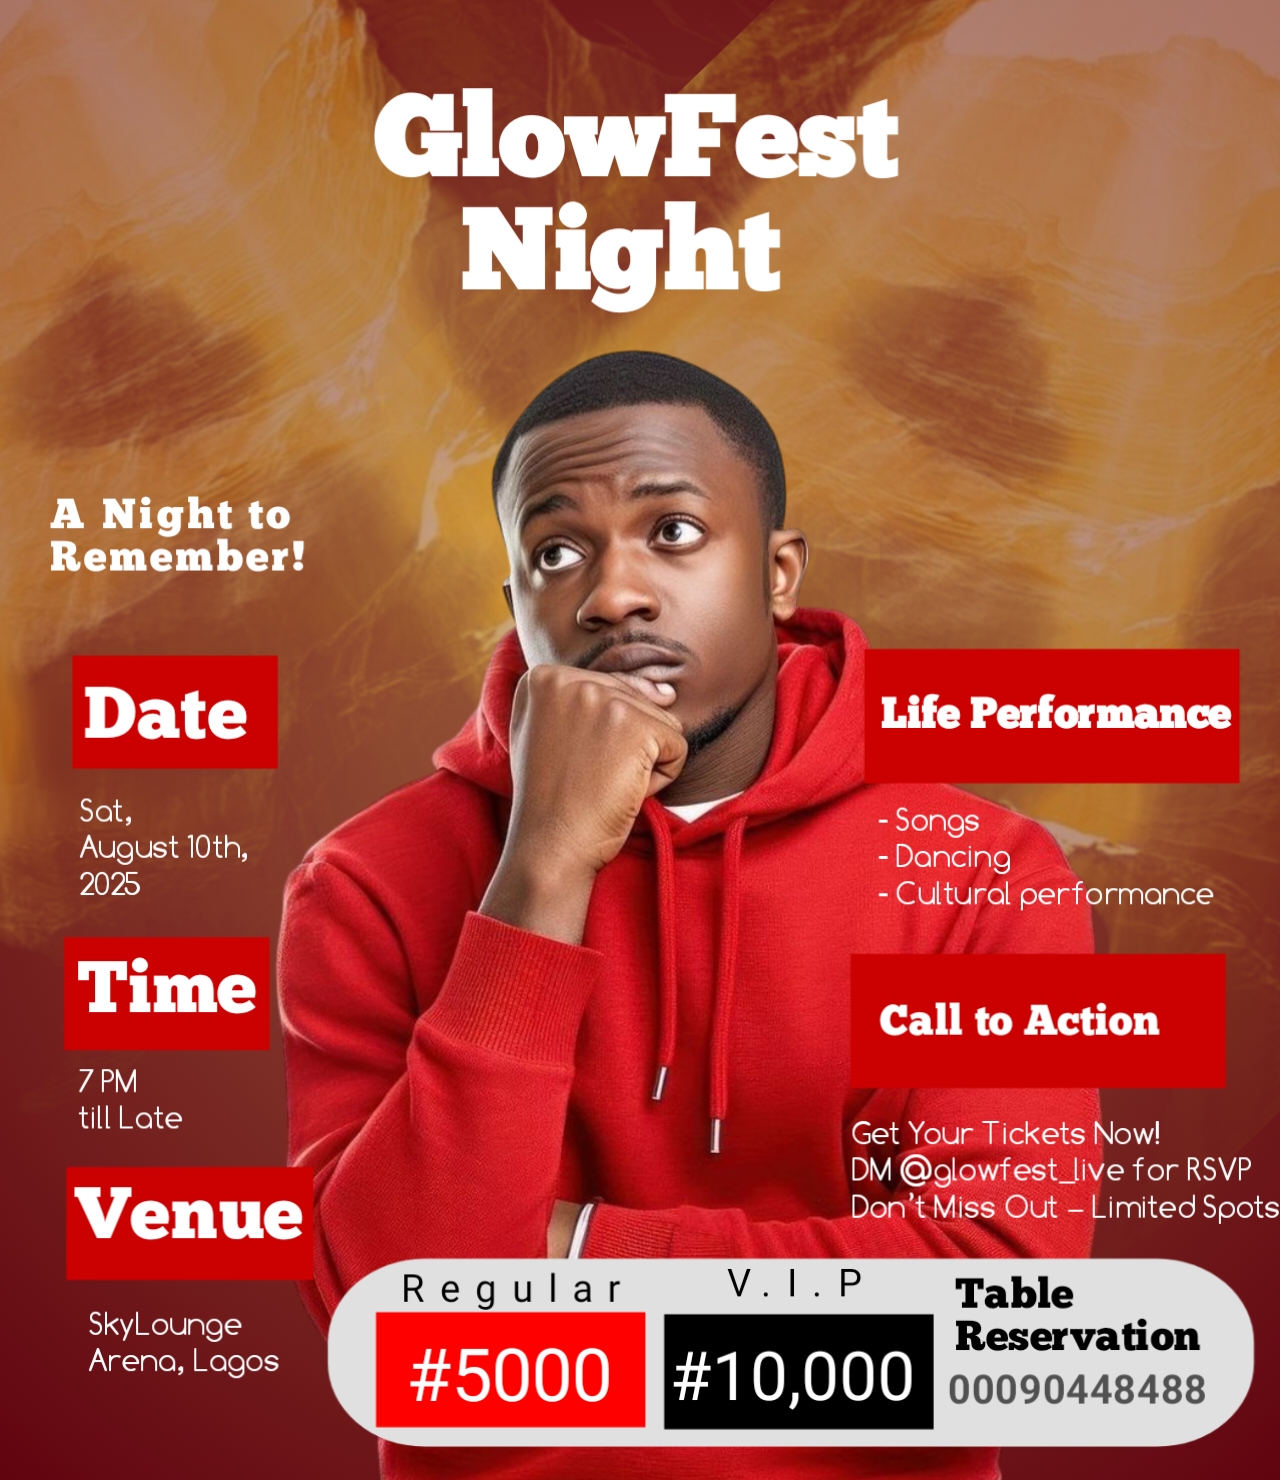 GlowFest
Night
A Night to
Remember!
Date
Sat,
August 10th,
2025
Time
7 PM
till Late
Venue
SkyLounge
Arena, Lagos
Life Performance
- Songs
- Dancing
- Cultural performance
Call to Action
Get Your Tickets Now!
DM @glowfest_live for RSVP
Don't Miss Out – Limited Spots
Regular
#5000
V.I.P
#10,000
Table
Reservation
00090448488